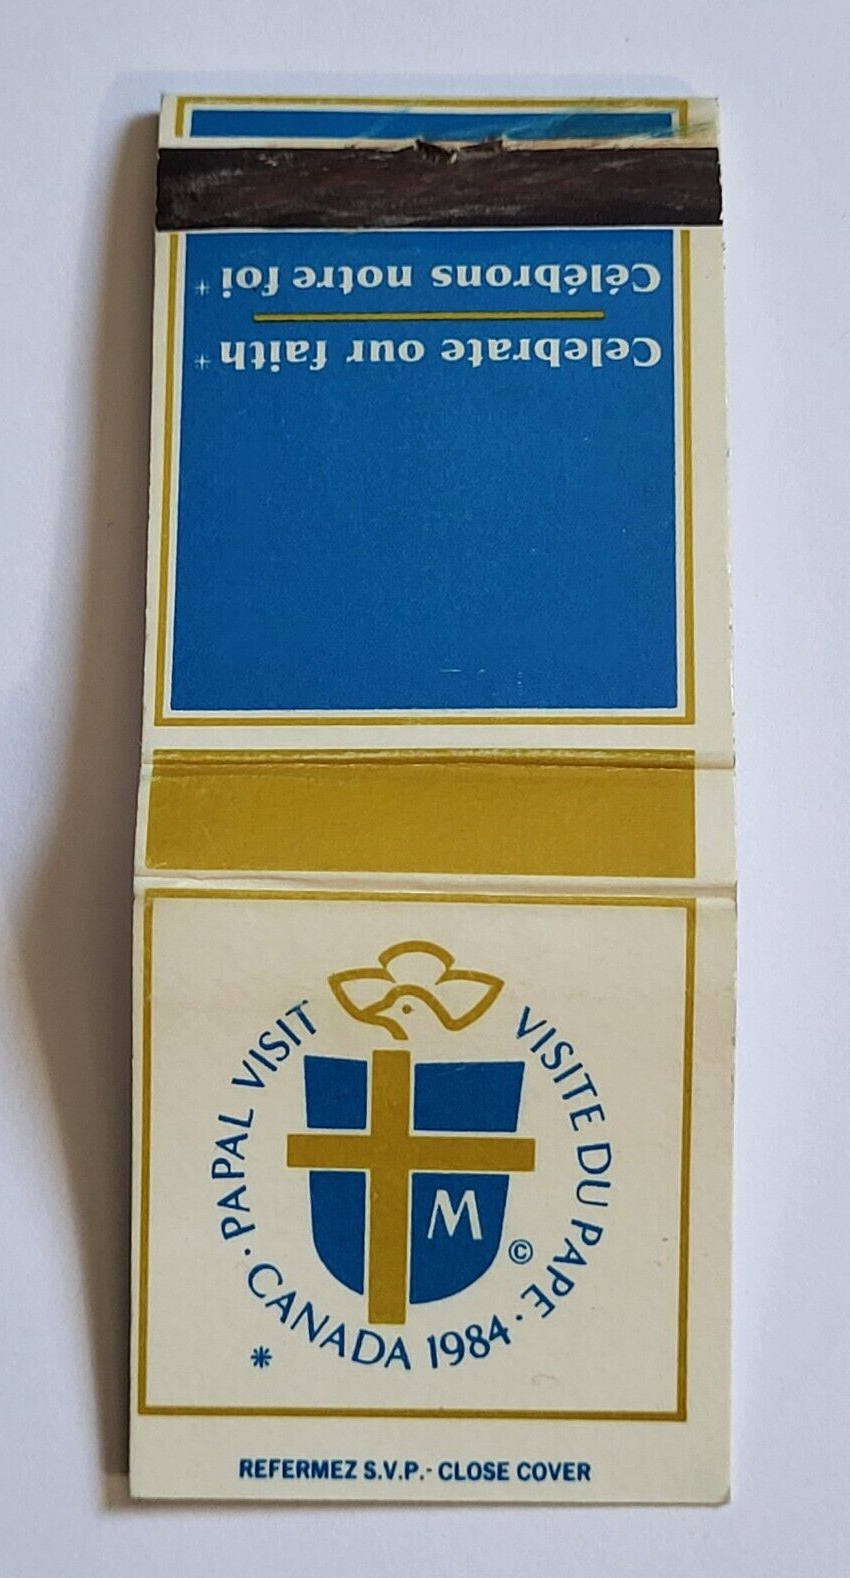 Celebrate our faith *
Célébrons notre foi *
PAPAL VISIT
VISITE DU PAPE
· CANADA 1984 ·
M
©
*
REFERMEZ S.V.P.- CLOSE COVER